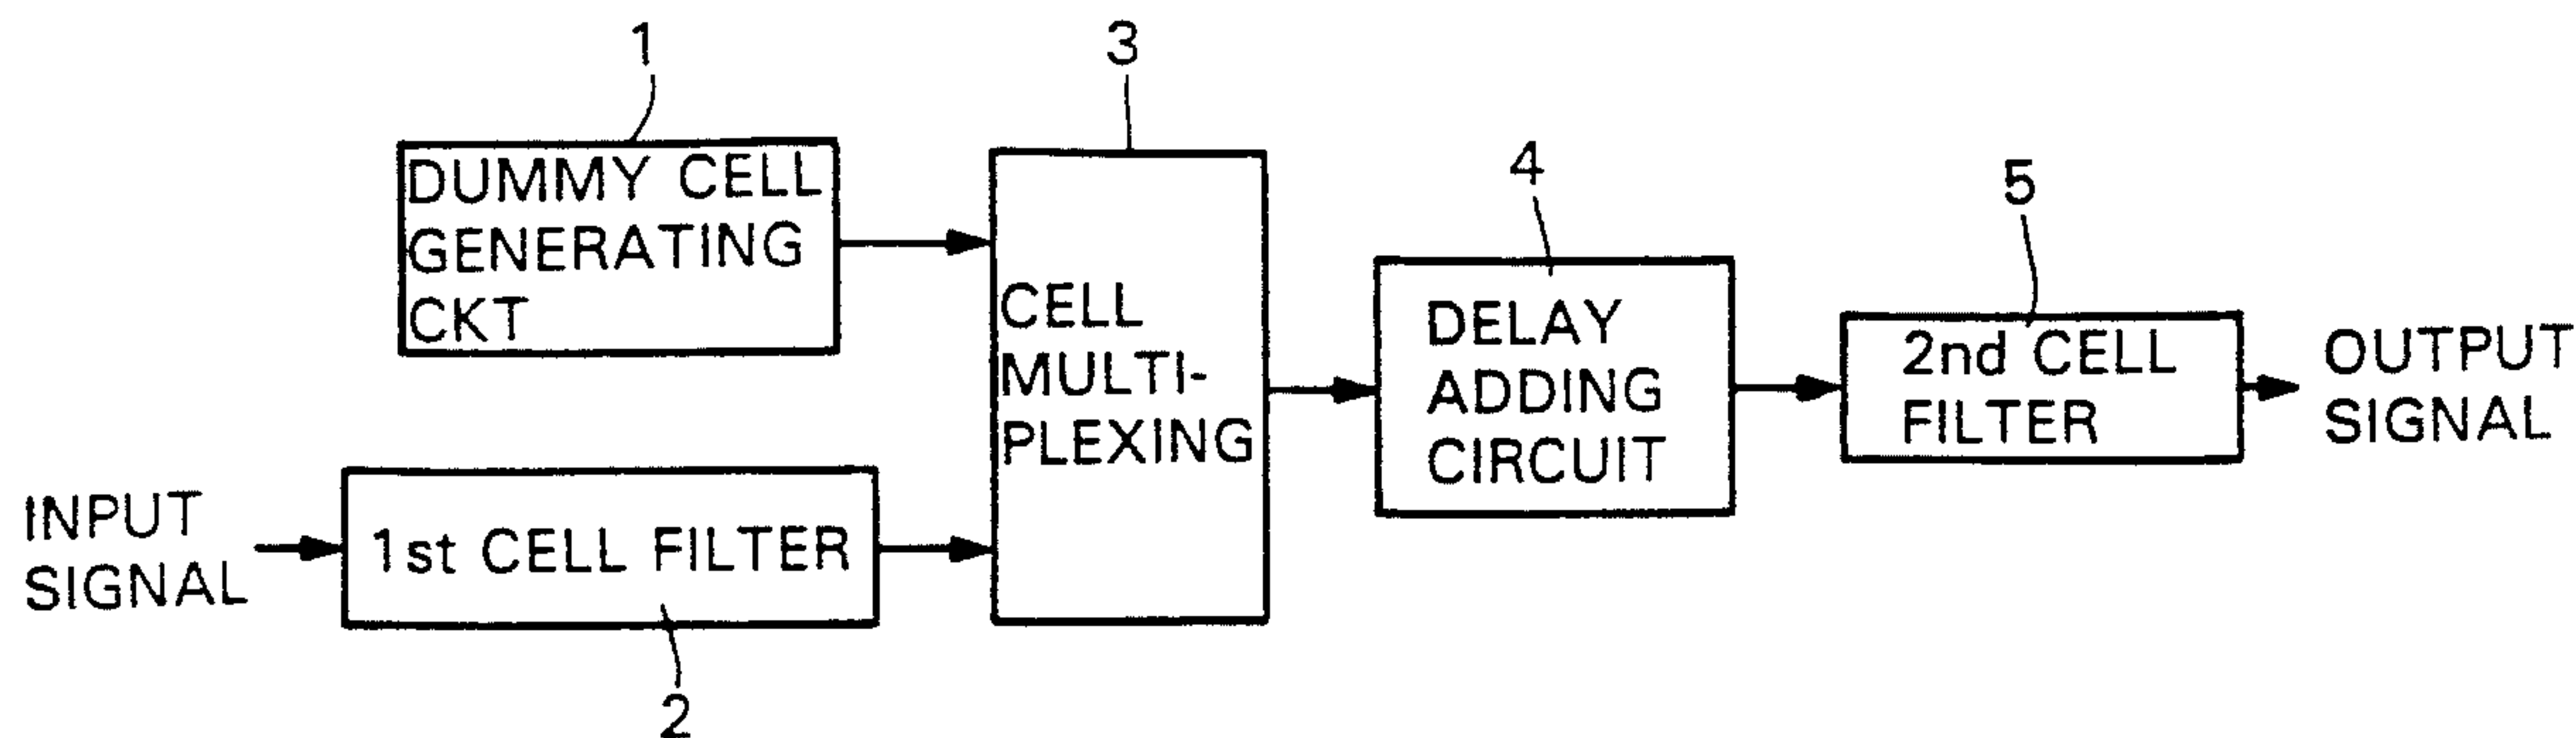 1
3
DUMMY CELL
GENERATING
CKT
4
5
CELL
MULTI-
PLEXING
DELAY
ADDING
CIRCUIT
2nd CELL
FILTER
OUTPUT
SIGNAL
INPUT
SIGNAL
1st CELL FILTER
2